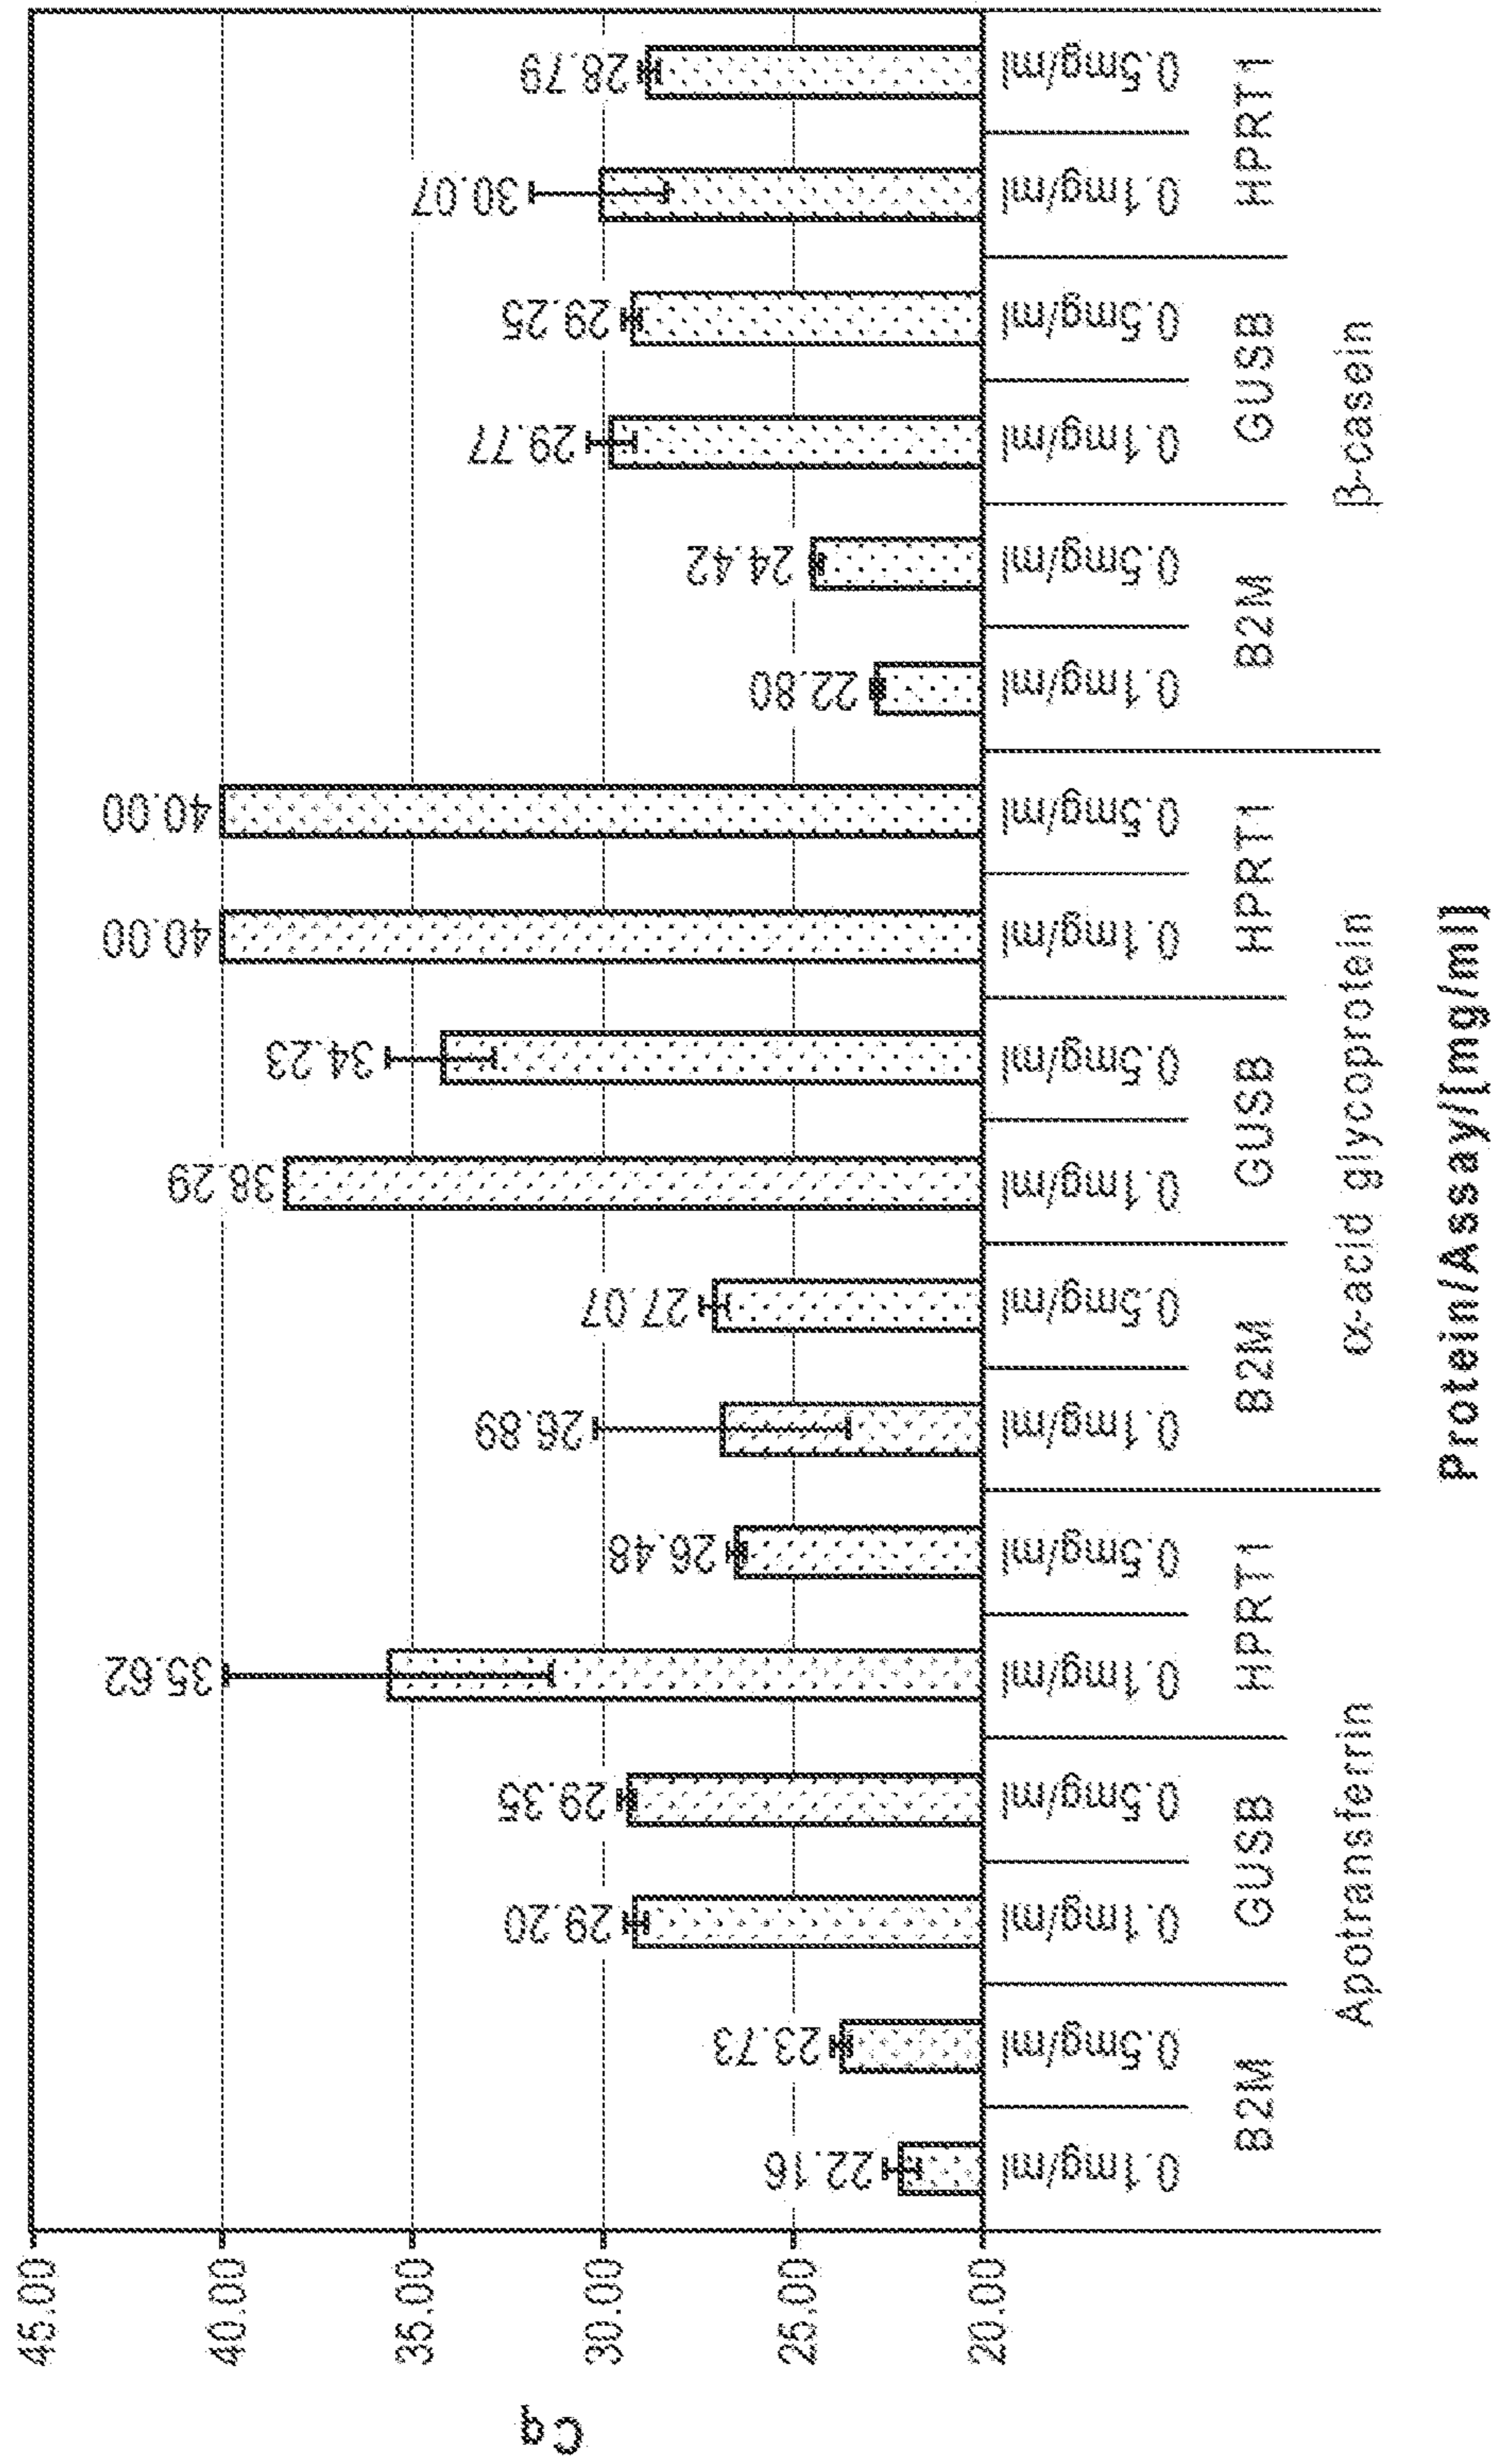 Cq
45.00
40.00
35.00
30.00
25.00
20.00
22.16
23.73
29.20
29.35
35.62
26.48
26.89
27.07
38.29
34.23
40.00
40.00
22.80
24.42
29.77
29.25
30.07
28.79
0.1mg/ml
0.5mg/ml
0.1mg/ml
0.5mg/ml
0.1mg/ml
0.5mg/ml
0.1mg/ml
0.5mg/ml
0.1mg/ml
0.5mg/ml
0.1mg/ml
0.5mg/ml
0.1mg/ml
0.5mg/ml
0.1mg/ml
0.5mg/ml
0.1mg/ml
0.5mg/ml
B2M
GUSB
HPRT1
B2M
GUSB
HPRT1
B2M
GUSB
HPRT1
Apotransferrin
α-acid glycoprotein
β-casein
Protein/Assay/[mg/ml]